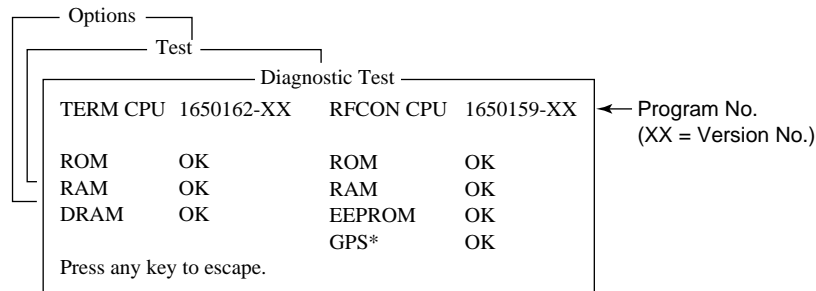 Options
Test
Diagnostic Test
TERM CPU 1650162-XX RFCON CPU 1650159-XX
Program No.
(XX = Version No.)
ROM OK ROM OK
RAM OK RAM OK
DRAM OK EEPROM OK
GPS* OK
Press any key to escape.